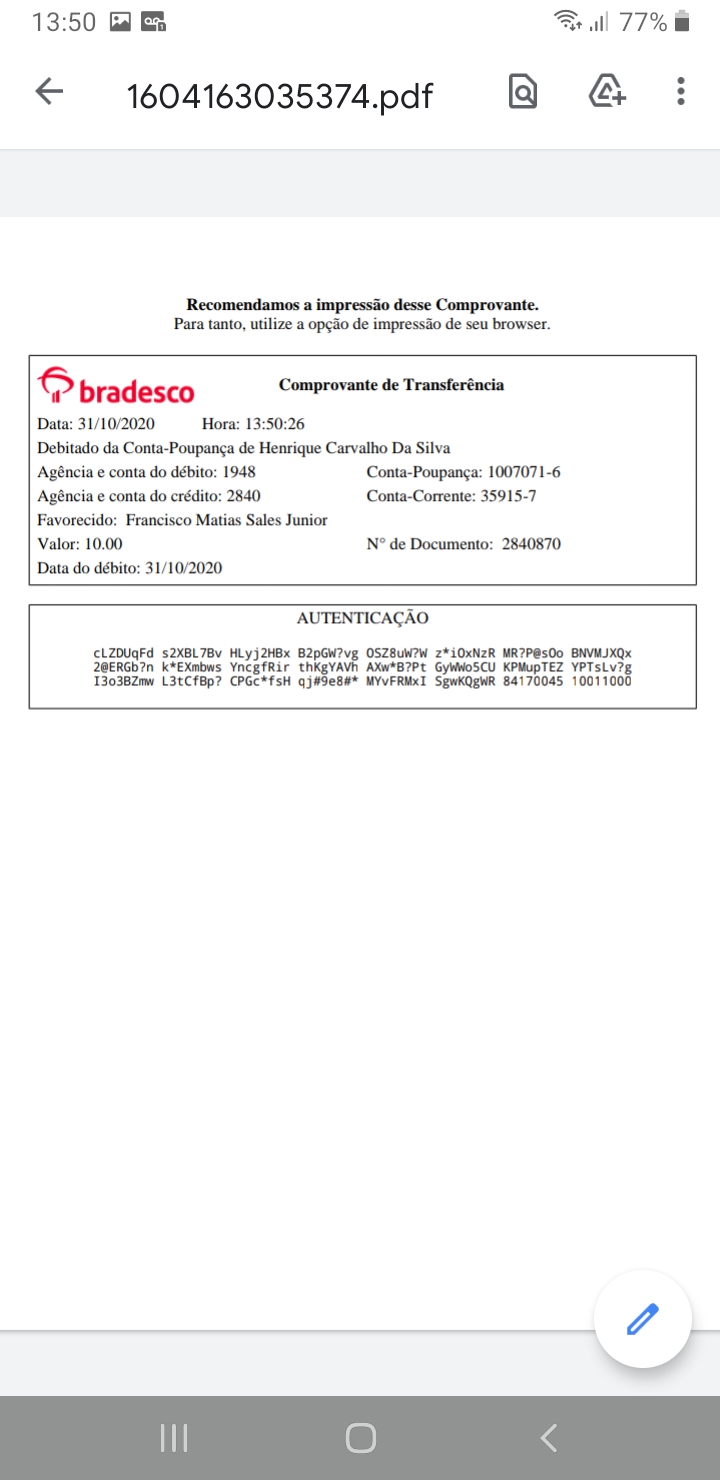 13:50 77%
1604163035374.pdf
Recomendamos a impressão desse Comprovante.
Para tanto, utilize a opção de impressão de seu browser.
bradesco Comprovante de Transferência
Data: 31/10/2020 Hora: 13:50:26
Debitado da Conta-Poupança de Henrique Carvalho Da Silva
Agência e conta do débito: 1948 Conta-Poupança: 1007071-6
Agência e conta do crédito: 2840 Conta-Corrente: 35915-7
Favorecido: Francisco Matias Sales Junior
Valor: 10.00 N° de Documento: 2840870
Data do débito: 31/10/2020
AUTENTICAÇÃO
cLZDUqFd s2XBL7Bv HLyj2HBx B2pGW?vg OSZ8uW?W z*iOxNzR MR?P@sOo BNVMJXQx
2@ERGb?n k*EXmbws YncgfRir thKgYAVh AXw*B?Pt GyWWo5CU KPMupTEZ YPTsLv?g
I3o3BZmw L3tCfBp? CPGc*fsH qj#9e8#* MYvFRMxI SgwKQgWR 84170045 10011000